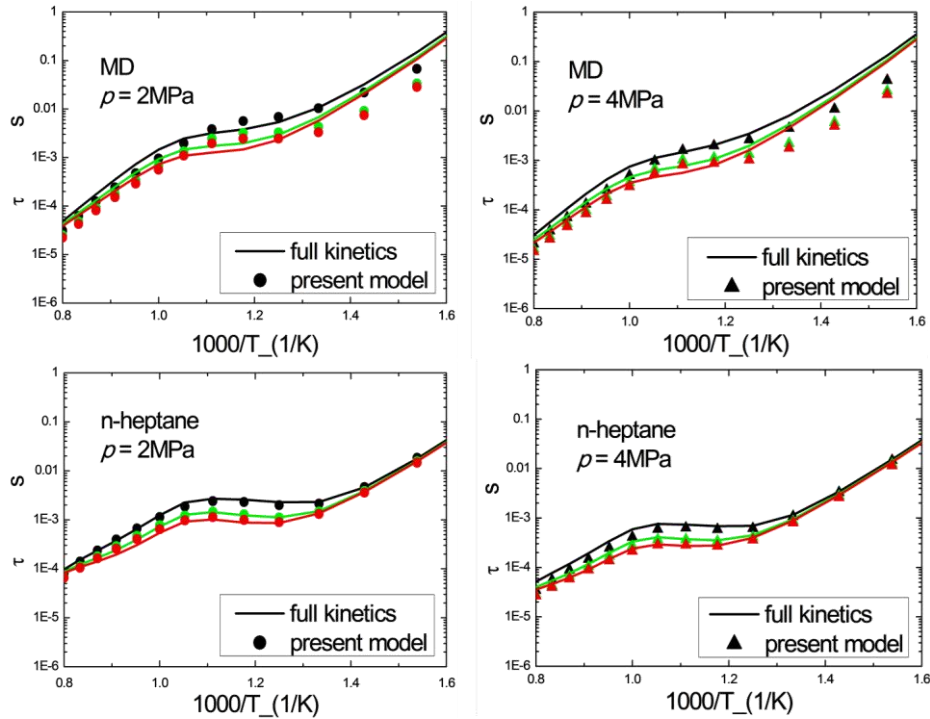 1
0.1
0.01
1E-3
1E-4
1E-5
1E-6
τ s
MD
p = 2MPa
full kinetics
present model
0.8 1.0 1.2 1.4 1.6
1000/T_(1/K)
1
0.1
0.01
1E-3
1E-4
1E-5
1E-6
τ s
MD
p = 4MPa
full kinetics
present model
0.8 1.0 1.2 1.4 1.6
1000/T_(1/K)
1
0.1
0.01
1E-3
1E-4
1E-5
1E-6
τ s
n-heptane
p = 2MPa
full kinetics
present model
0.8 1.0 1.2 1.4 1.6
1000/T_(1/K)
1
0.1
0.01
1E-3
1E-4
1E-5
1E-6
τ s
n-heptane
p = 4MPa
full kinetics
present model
0.8 1.0 1.2 1.4 1.6
1000/T_(1/K)